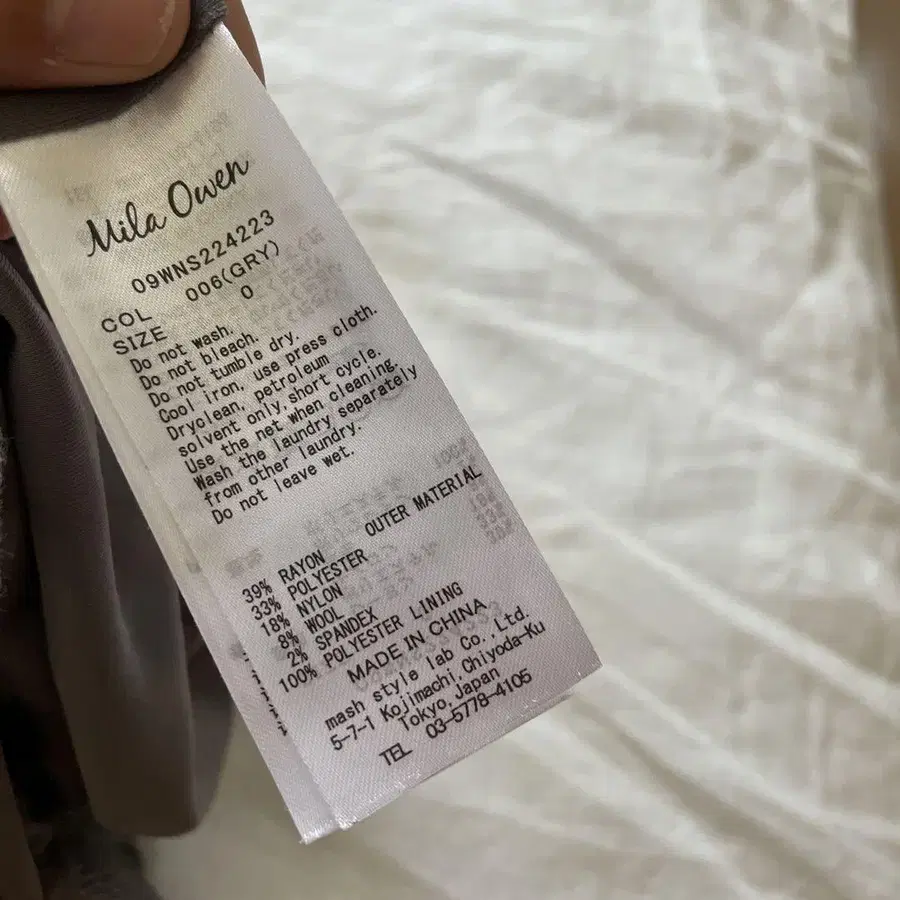 Mila Owen
09WNS224223
COL 006(GRY)
SIZE 0
Do not wash.
Do not bleach.
Do not tumble dry.
Cool iron, use press cloth.
Dryclean, petroleum
solvent only,short cycle.
Use the net when cleaning.
Wash the laundry separately
from other laundry.
Do not leave wet.
OUTER MATERIAL
39% RAYON
33% POLYESTER
18% NYLON
8% WOOL
2% SPANDEX
100% POLYESTER LINING
MADE IN CHINA
mash style lab Co.,Ltd.
5-7-1 Kojimachi,Chiyoda-Ku
Tokyo,Japan
TEL 03-5778-4105